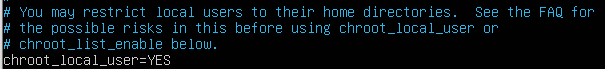 # You may restrict local users to their home directories.  See the FAQ for
# the possible risks in this before using chroot_local_user or
# chroot_list_enable below.
chroot_local_user=YES